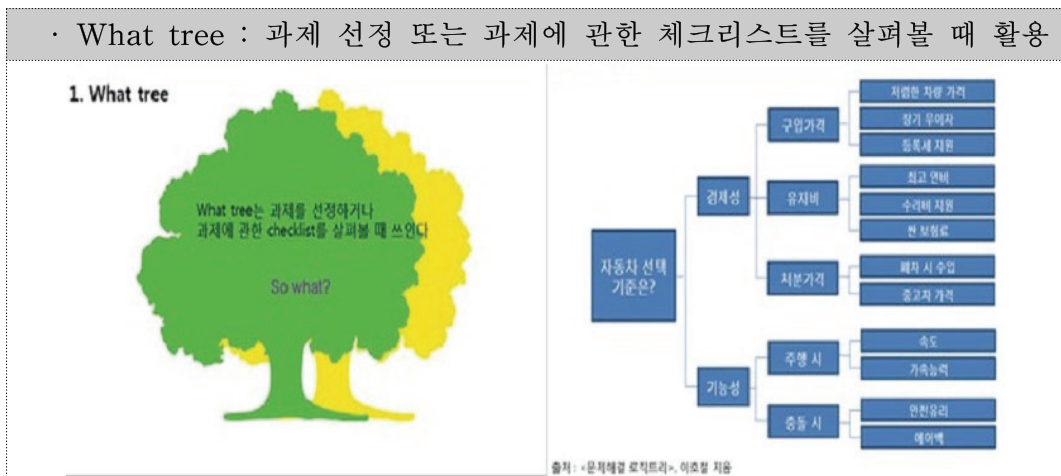 · What tree : 과제 선정 또는 과제에 관한 체크리스트를 살펴볼 때 활용
1. What tree
What tree는 과제를 선정하거나
과제에 관한 checklist를 살펴볼 때 쓰인다
So what?
자동차 선택
기준은?
경제성
구입가격
저렴한 차량 가격
장기 무이자
등록세 지원
유지비
최고 연비
수리비 지원
싼 보험료
처분가격
폐차 시 수입
중고차 가격
기능성
주행 시
속도
가속능력
충돌 시
안전유리
에이백
출처 : <문제해결 로직트리>, 이호철 지음